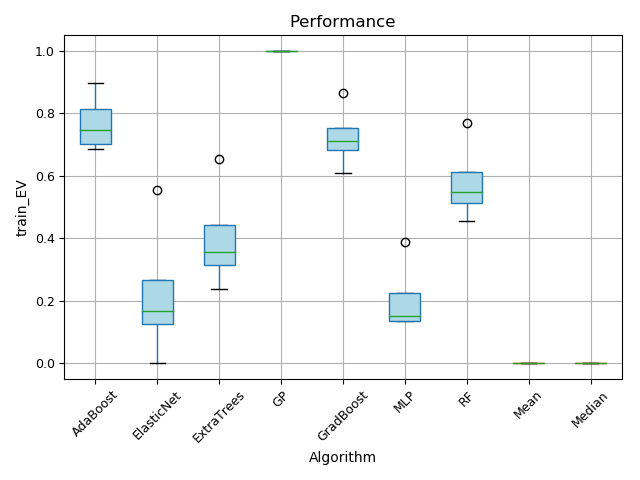 Performance
train_EV
1.0
0.8
0.6
0.4
0.2
0.0
AdaBoost
ElasticNet
ExtraTrees
GP
GradBoost
MLP
RF
Mean
Median
Algorithm